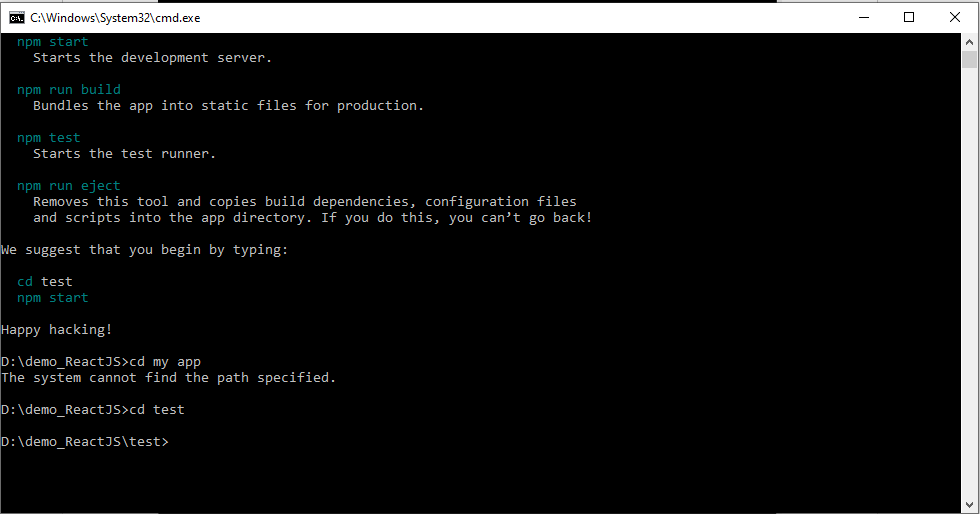 C:\Windows\System32\cmd.exe
npm start
Starts the development server.
npm run build
Bundles the app into static files for production.
npm test
Starts the test runner.
npm run eject
Removes this tool and copies build dependencies, configuration files
and scripts into the app directory. If you do this, you can’t go back!
We suggest that you begin by typing:
cd test
npm start
Happy hacking!
D:\demo_ReactJS>cd my app
The system cannot find the path specified.
D:\demo_ReactJS>cd test
D:\demo_ReactJS\test>